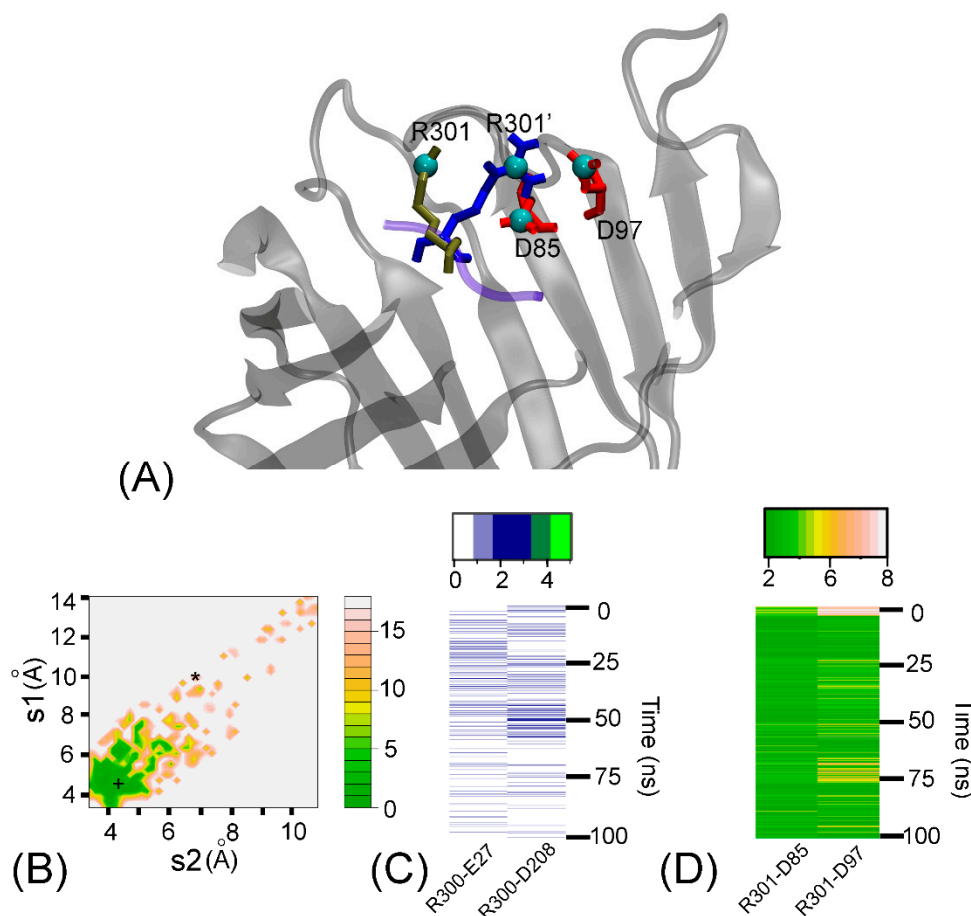 R301
R301’
D85
D97
(A)
0
2
4
2
6
8
14
12
10
8
6
4
s1(Å)
4
6
8
10
s2(Å)
15
10
5
0
*
+
(B)
0
25
50
75
100
Time (ns)
R300-E27
R300-D208
(C)
0
25
50
75
100
Time (ns)
R301-D85
R301-D97
(D)